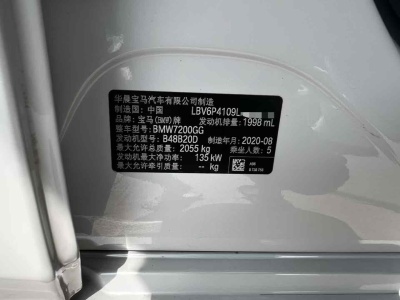 华晨宝马汽车有限公司制造
制造国：中国 LBV6P4109L
品牌：宝马(BMW)牌 发动机排量：1998 mL
整车型号：BMW7200GG
发动机型号：B48B20D 制造年月：2020-08
最大允许总质量：2055 kg 乘坐人数：5
发动机最大净功率：135 kW
最大允许牵引质量：-- kg